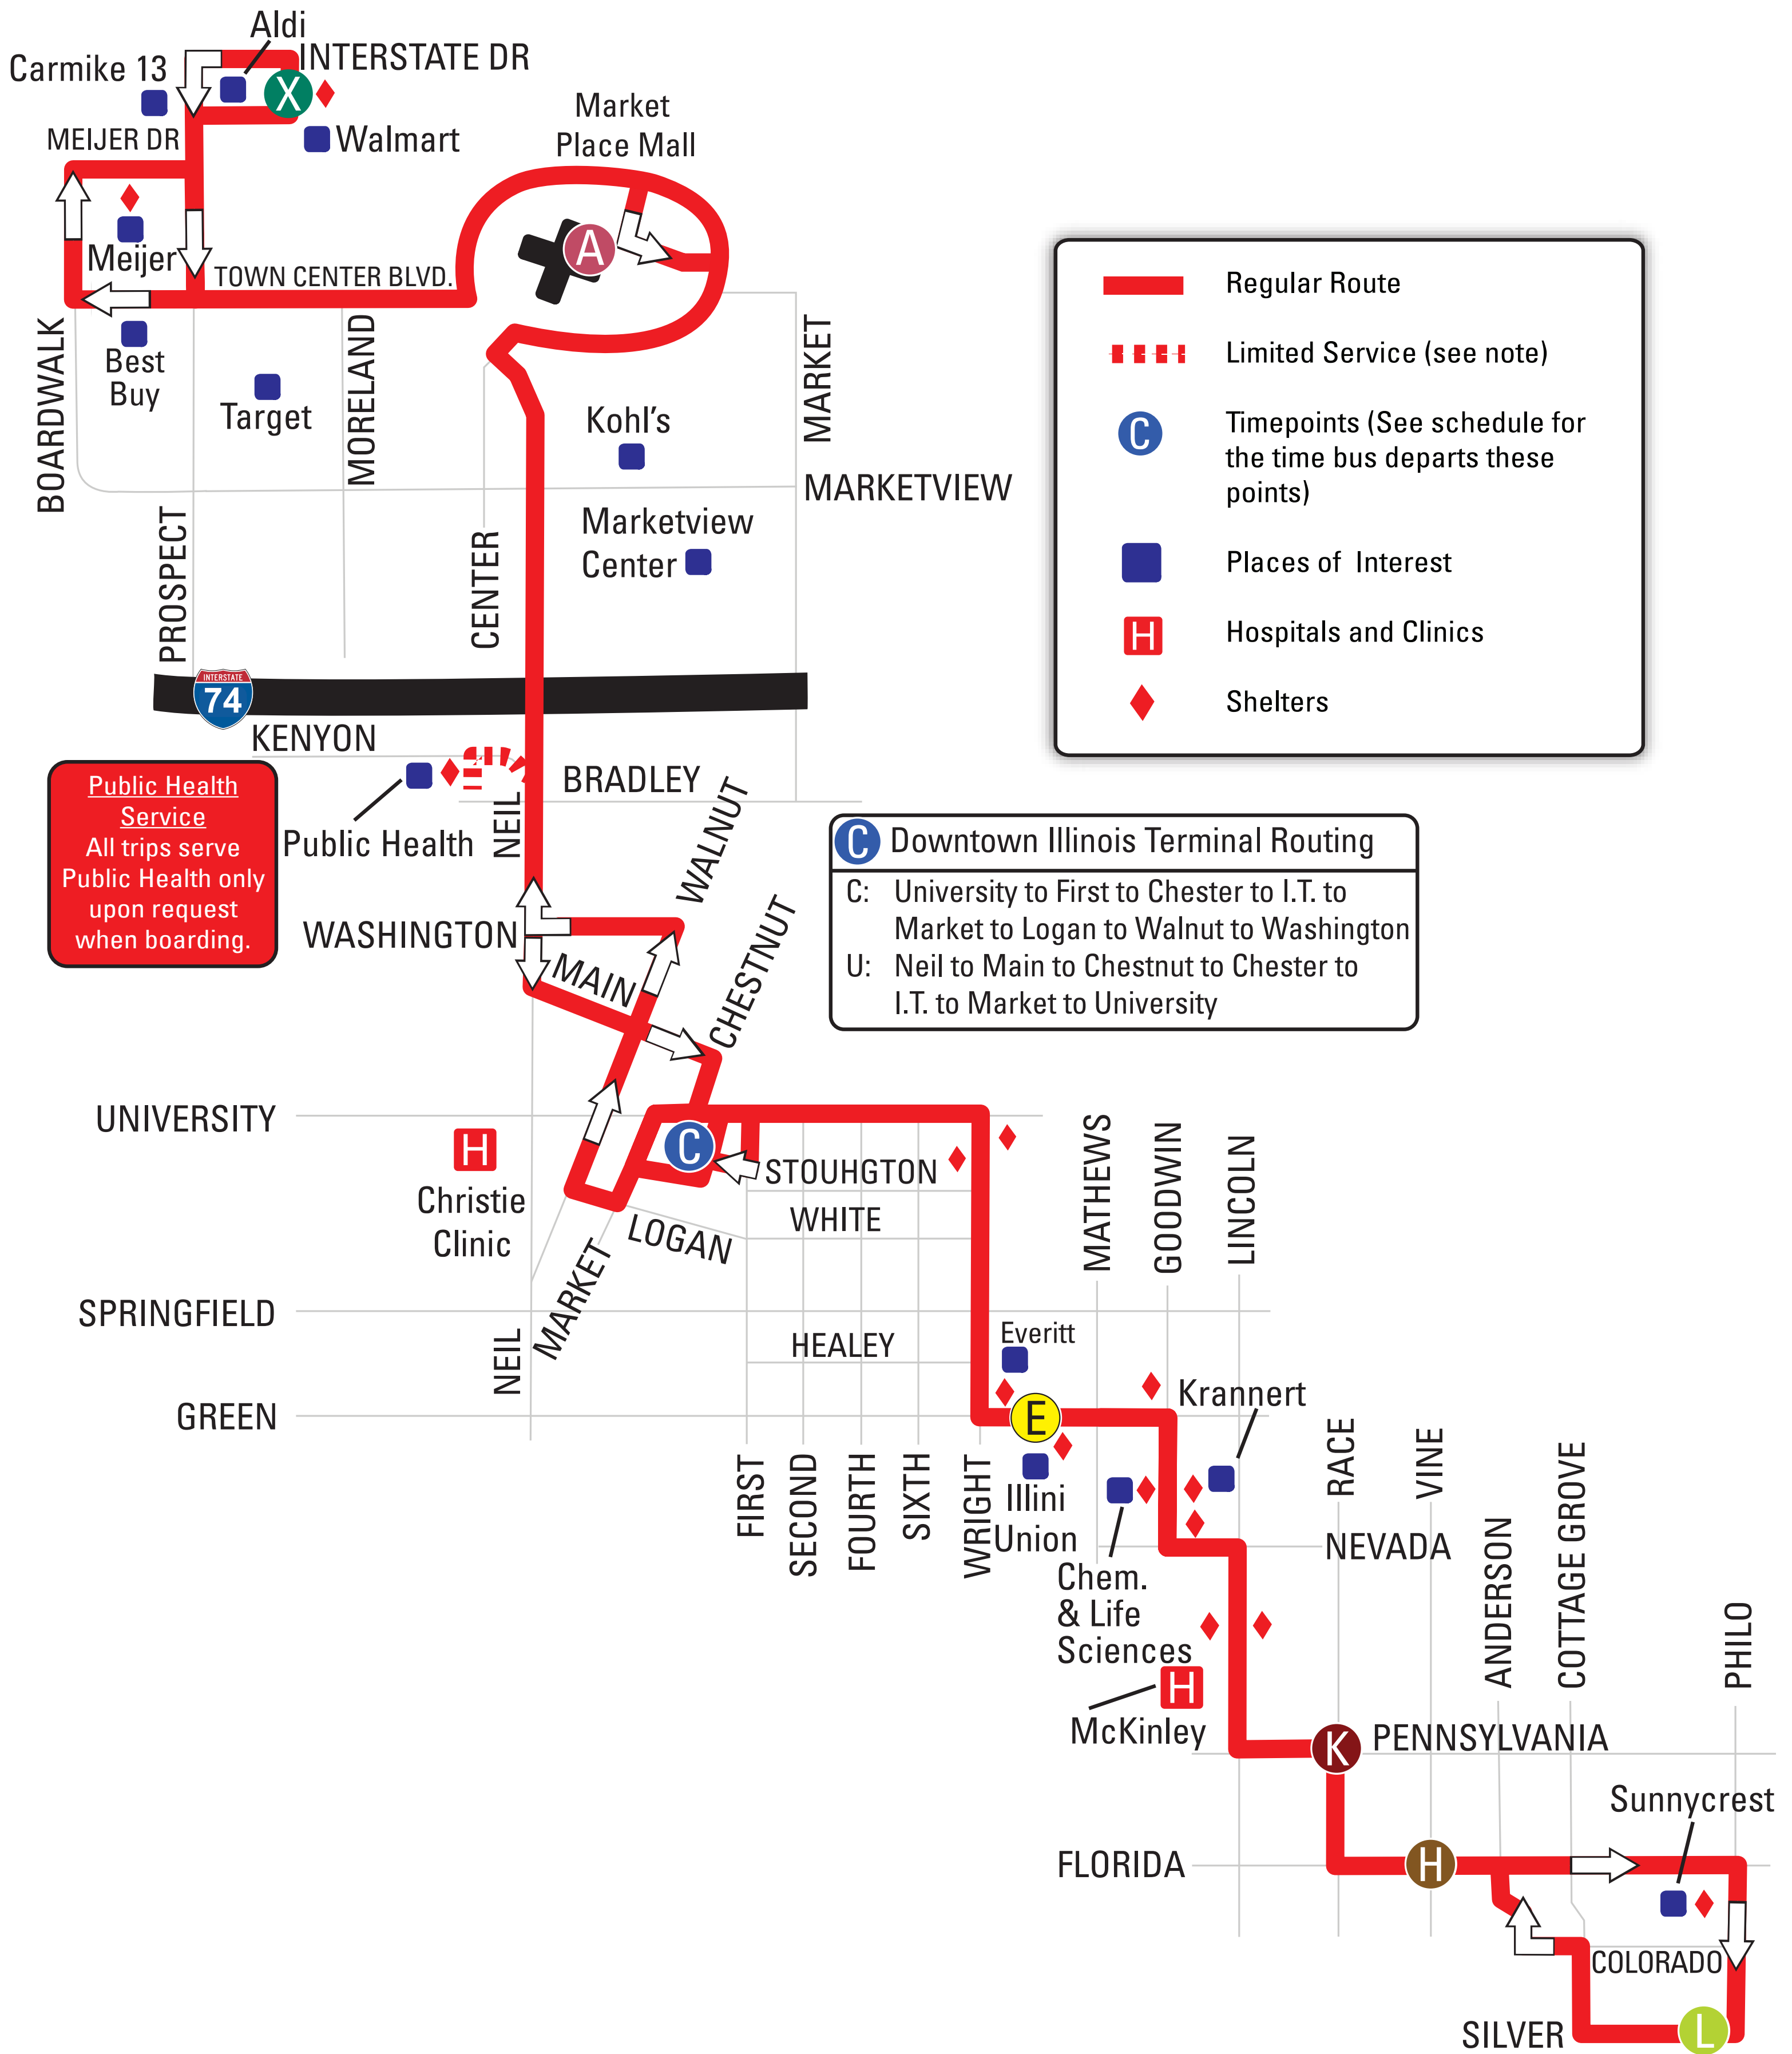 Aldi
INTERSTATE DR
Carmike 13
X
Walmart
MEIJER DR
Market
Place Mall
A
Meijer
TOWN CENTER BLVD.
BOARDWALK
Best
Buy
Target
MORELAND
Kohl's
MARKET
MARKETVIEW
Marketview
Center
PROSPECT
CENTER
INTERSTATE
74
KENYON
BRADLEY
Public Health
NEIL
Public Health
Service
All trips serve
Public Health only
upon request
when boarding.
Regular Route
Limited Service (see note)
C
Timepoints (See schedule for
the time bus departs these
points)
Places of Interest
H
Hospitals and Clinics
Shelters
C Downtown Illinois Terminal Routing
C: University to First to Chester to I.T. to
Market to Logan to Walnut to Washington
U: Neil to Main to Chestnut to Chester to
I.T. to Market to University
WALNUT
WASHINGTON
MAIN
CHESTNUT
UNIVERSITY
H
Christie
Clinic
C
STOUHGTON
WHITE
LOGAN
MARKET
NEIL
SPRINGFIELD
HEALEY
GREEN
MATHEWS
GOODWIN
LINCOLN
Everitt
E
Krannert
Illini
Union
FIRST
SECOND
FOURTH
SIXTH
WRIGHT
Chem.
& Life
Sciences
H
McKinley
RACE
VINE
NEVADA
ANDERSON
COTTAGE GROVE
PHILO
K
PENNSYLVANIA
Sunnycrest
FLORIDA
H
COLORADO
SILVER
L